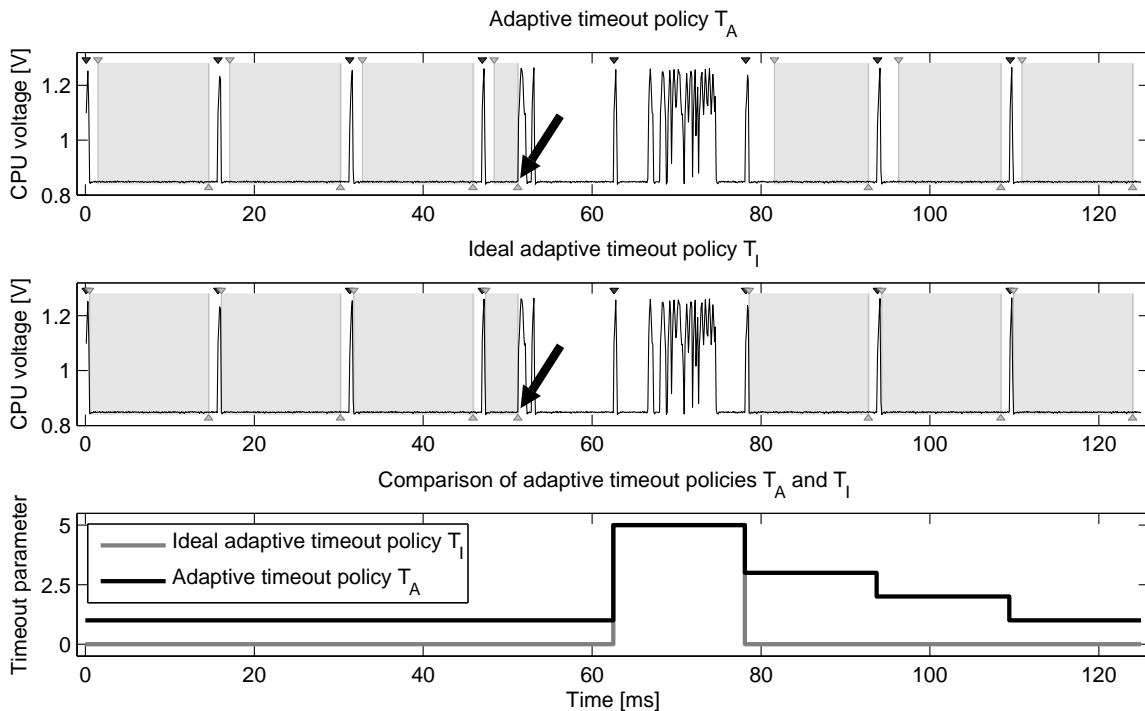 Adaptive timeout policy T_A
CPU voltage [V]
1.2
1
0.8
0 20 40 60 80 100 120
Ideal adaptive timeout policy T_I
CPU voltage [V]
1.2
1
0.8
0 20 40 60 80 100 120
Comparison of adaptive timeout policies T_A and T_I
Timeout parameter
5
2.5
0
Ideal adaptive timeout policy T_I
Adaptive timeout policy T_A
0 20 40 60 80 100 120
Time [ms]